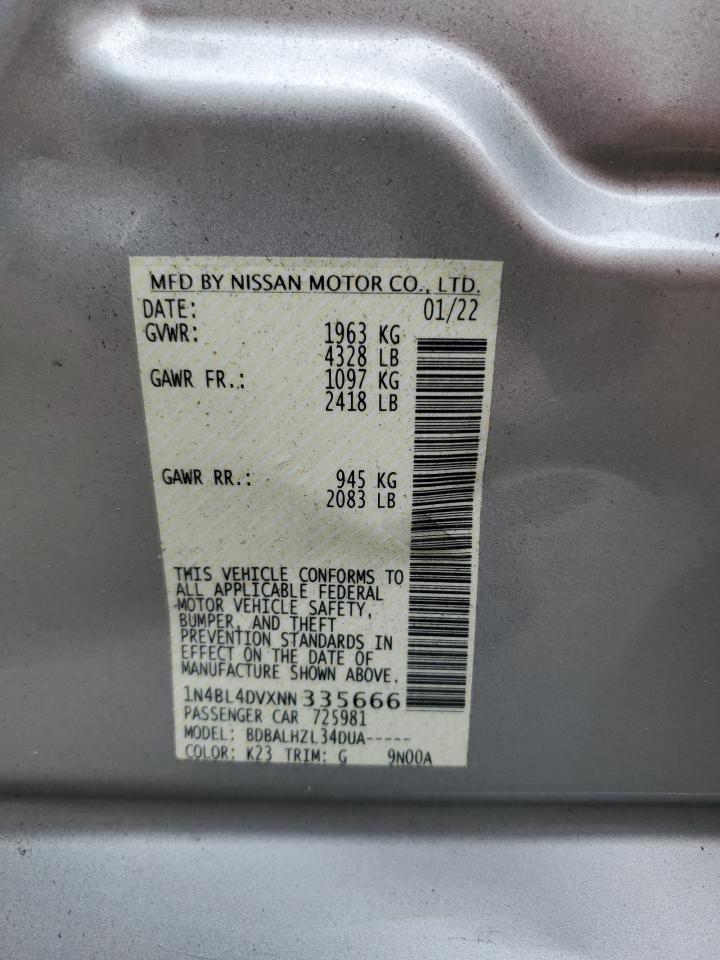 MFD BY NISSAN MOTOR CO., LTD.
DATE: 01/22
GVWR: 1963 KG
4328 LB
GAWR FR.: 1097 KG
2418 LB
GAWR RR.: 945 KG
2083 LB
THIS VEHICLE CONFORMS TO
ALL APPLICABLE FEDERAL
MOTOR VEHICLE SAFETY,
BUMPER, AND THEFT
PREVENTION STANDARDS IN
EFFECT ON THE DATE OF
MANUFACTURE SHOWN ABOVE.
1N4BL4DVXNN335666
PASSENGER CAR 725981
MODEL: BDBALHZL34DUA-----
COLOR: K23 TRIM: G 9N00A